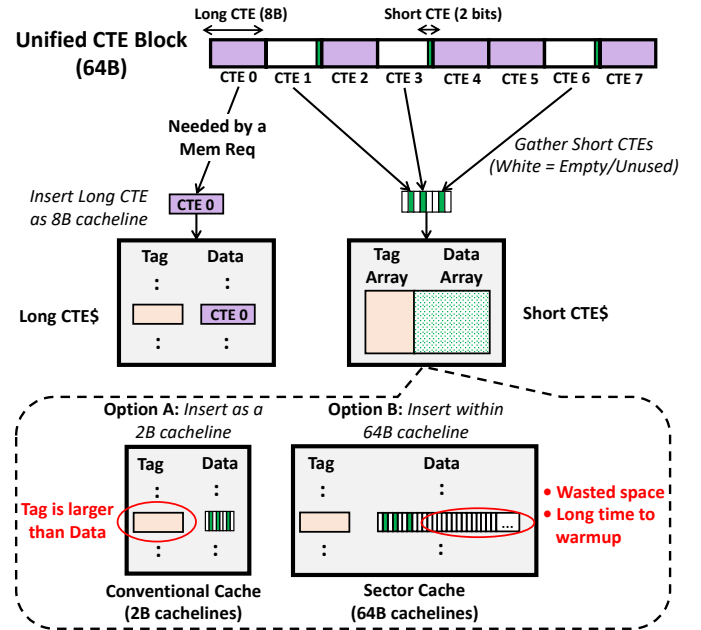 Long CTE (8B)
Short CTE (2 bits)
Unified CTE Block
(64B)
CTE 0
CTE 1
CTE 2
CTE 3
CTE 4
CTE 5
CTE 6
CTE 7
Needed by a
Mem Req
Gather Short CTEs
(White = Empty/Unused)
Insert Long CTE
as 8B cacheline
CTE 0
Tag
Data
:
:
Long CTE$
CTE 0
:
:
Tag
Array
Data
Array
Short CTE$
Option A: Insert as a
2B cacheline
Option B: Insert within
64B cacheline
Tag
Data
:
:
Tag is larger
than Data
:
:
Conventional Cache
(2B cachelines)
Tag
Data
:
:
...
:
:
• Wasted space
• Long time to
warmup
Sector Cache
(64B cachelines)